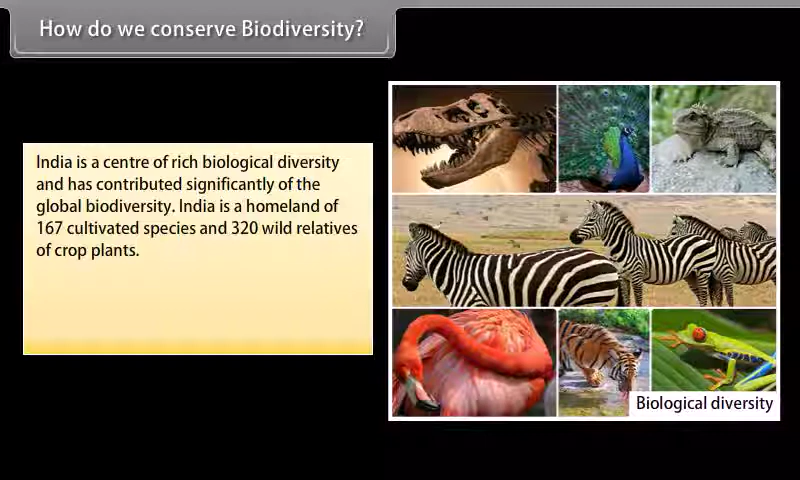 How do we conserve Biodiversity?
India is a centre of rich biological diversity
and has contributed significantly of the
global biodiversity. India is a homeland of
167 cultivated species and 320 wild relatives
of crop plants.
Biological diversity